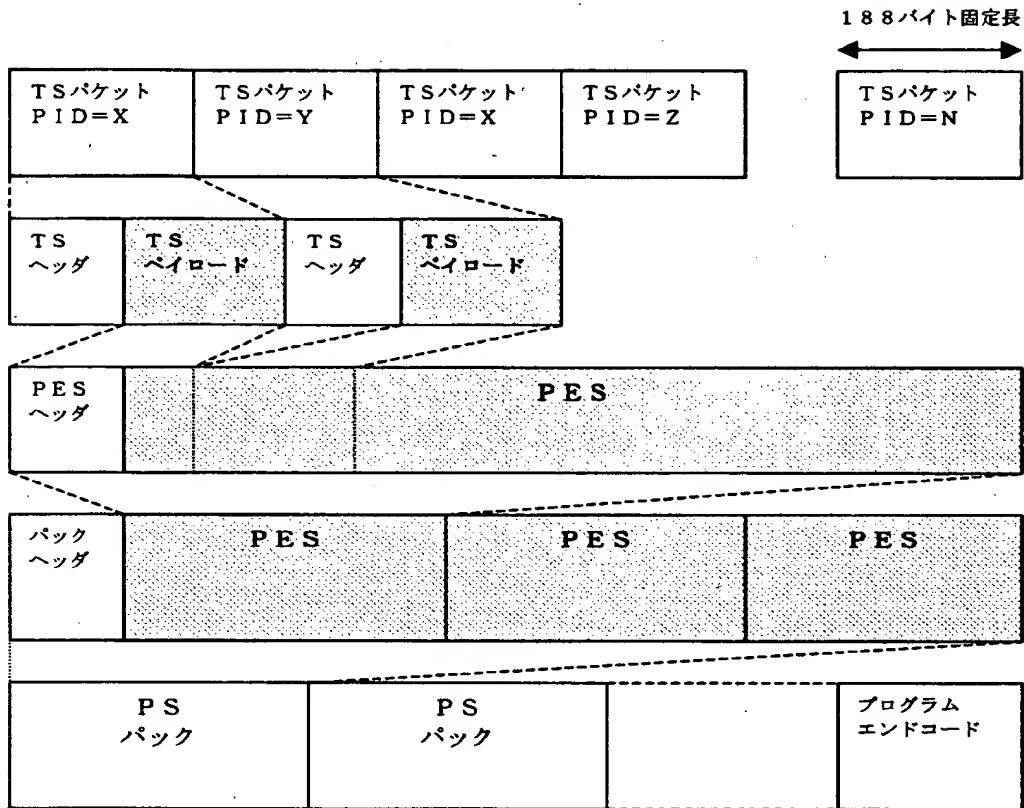 188バイト固定長
TSパケット
PID=X
TSパケット
PID=Y
TSパケット
PID=X
TSパケット
PID=Z
TSパケット
PID=N
TS
ヘッダ
TS
ペイロード
TS
ヘッダ
TS
ペイロード
PES
ヘッダ
PES
パック
ヘッダ
PES
PES
PES
PS
パック
PS
パック
プログラム
エンドコード